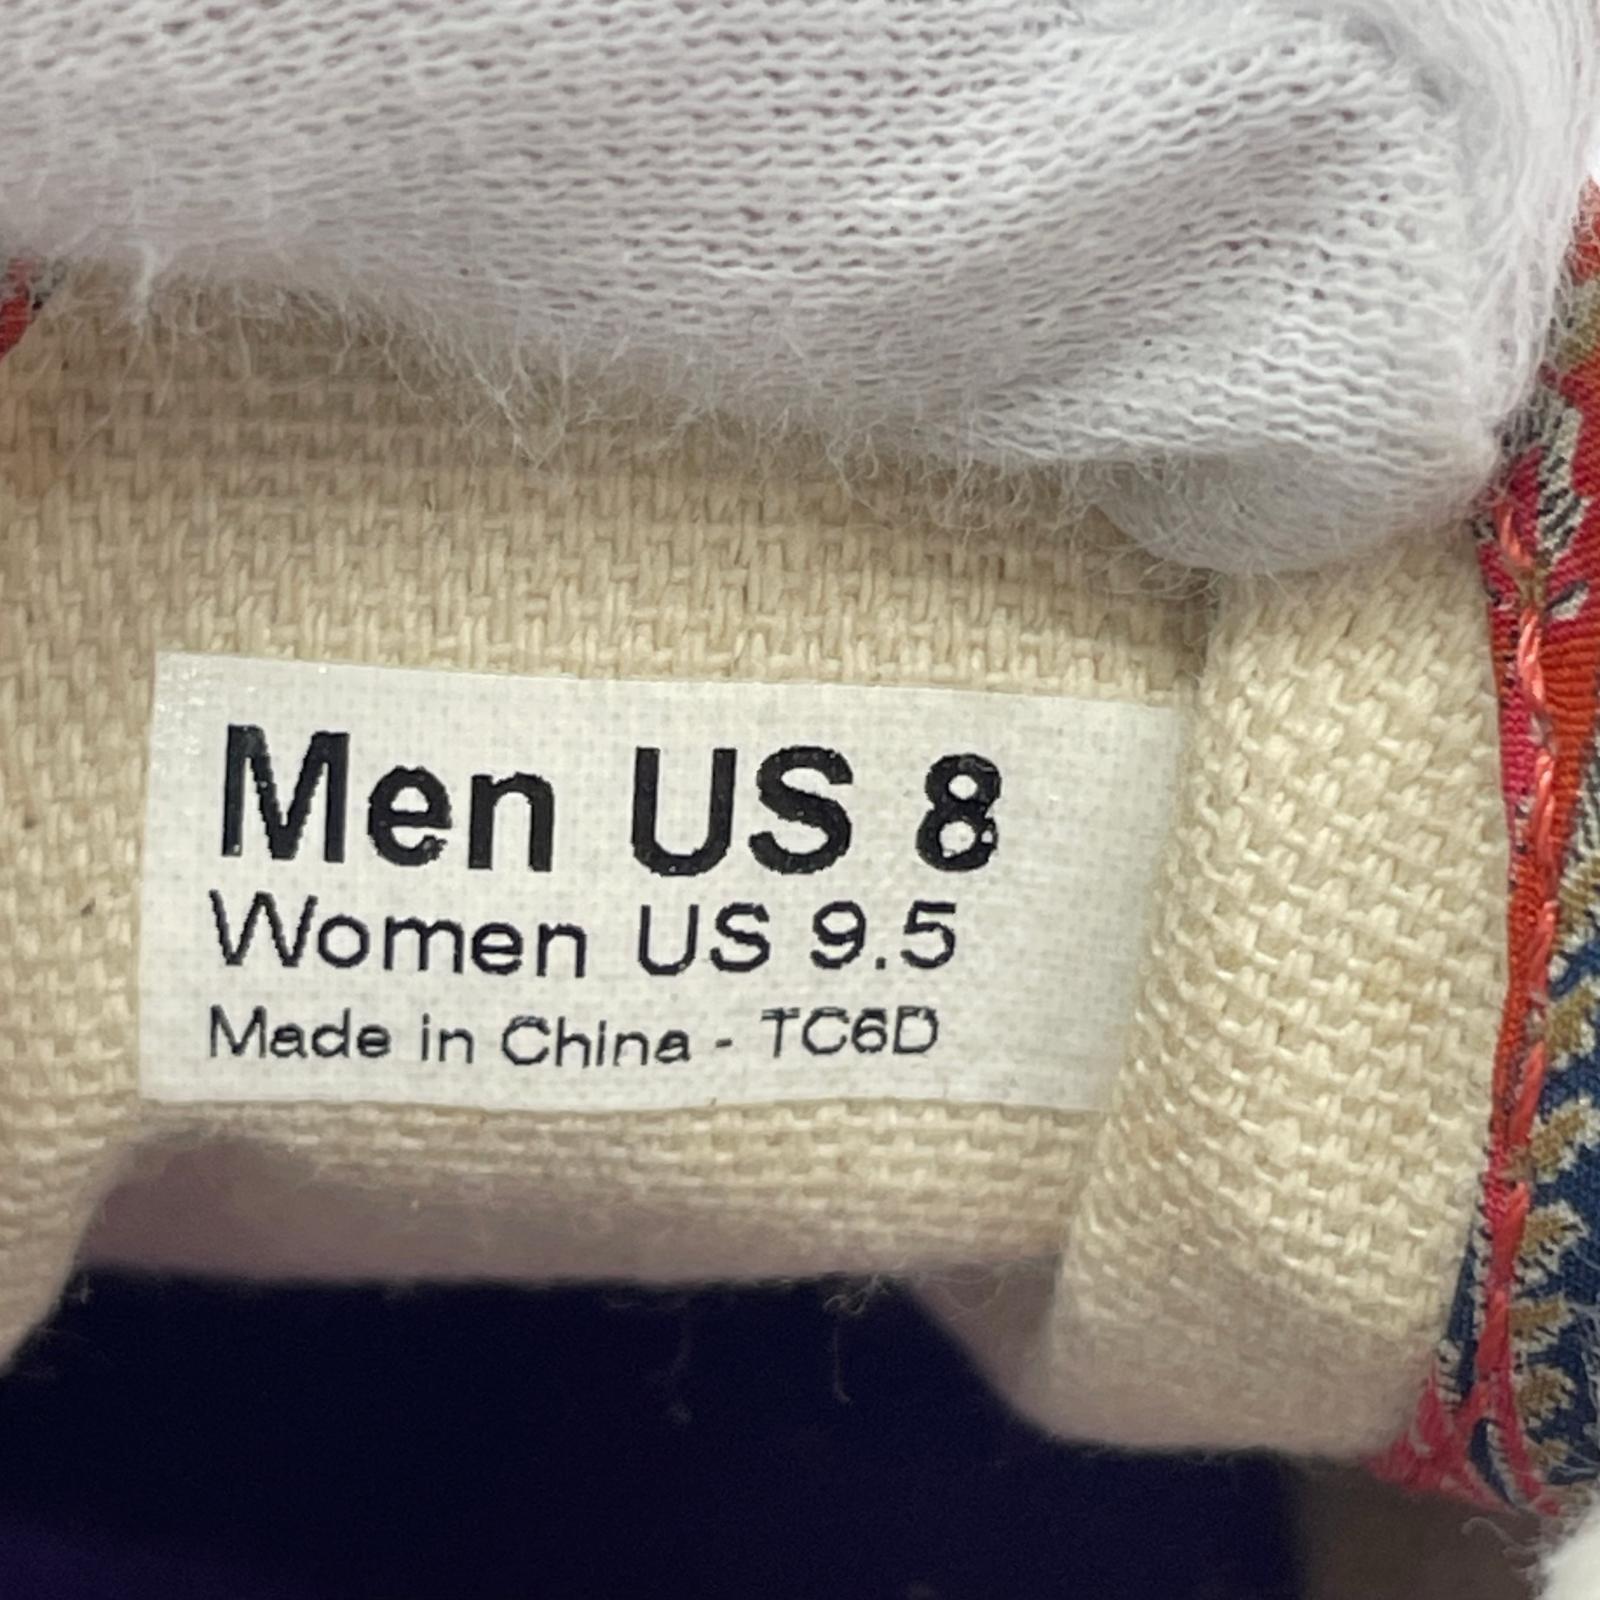 Men US 8
Women US 9.5
Made in China - TC6D